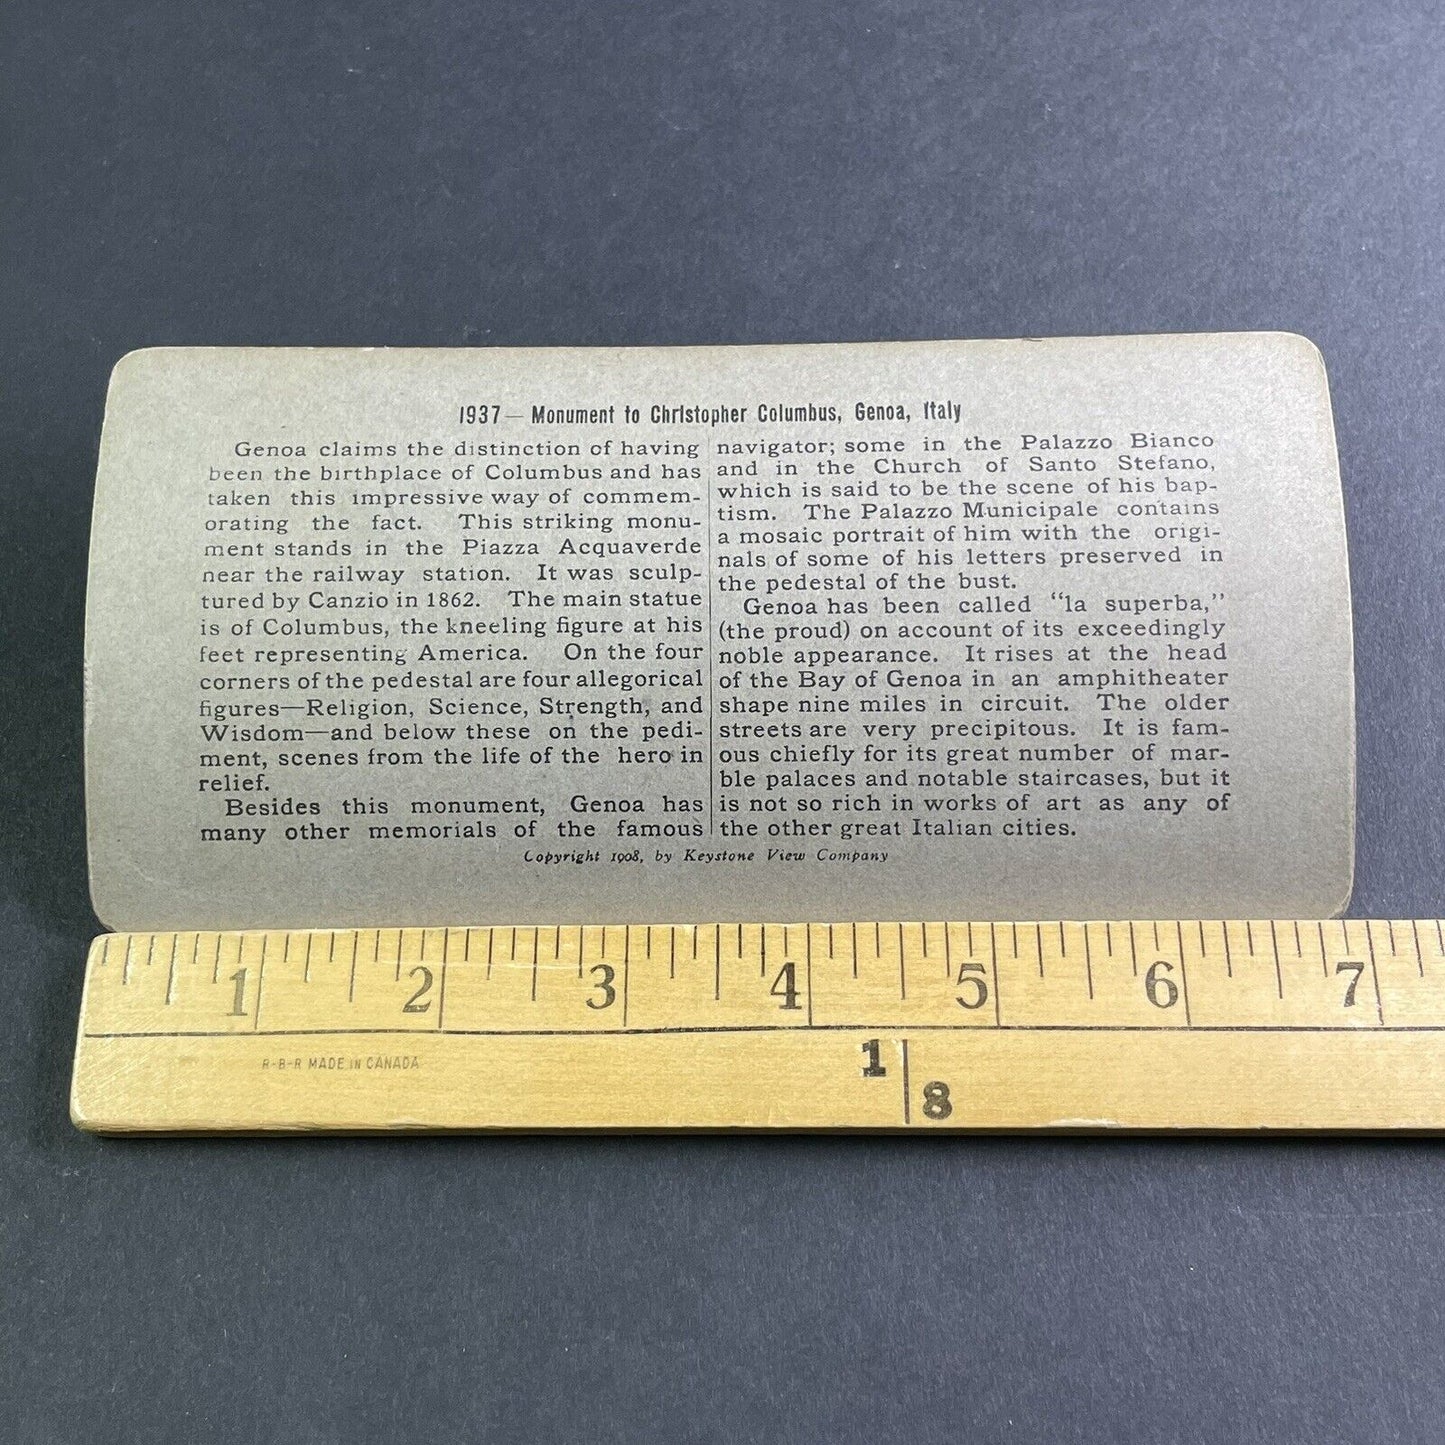 1937 — Monument to Christopher Columbus, Genoa, Italy
Genoa claims the distinction of having
been the birthplace of Columbus and has
taken this impressive way of commem-
orating the fact. This striking monu-
ment stands in the Piazza Acquaverde
near the railway station. It was sculp-
tured by Canzio in 1862. The main statue
is of Columbus, the kneeling figure at his
feet representing America. On the four
corners of the pedestal are four allegorical
figures—Religion, Science, Strength, and
Wisdom—and below these on the pedi-
ment, scenes from the life of the hero in
relief.
Besides this monument, Genoa has
many other memorials of the famous
navigator; some in the Palazzo Bianco
and in the Church of Santo Stefano,
which is said to be the scene of his bap-
tism. The Palazzo Municipale contains
a mosaic portrait of him with the origi-
nals of some of his letters preserved in
the pedestal of the bust.
Genoa has been called "la superba,"
(the proud) on account of its exceedingly
noble appearance. It rises at the head
of the Bay of Genoa in an amphitheater
shape nine miles in circuit. The older
streets are very precipitous. It is fam-
ous chiefly for its great number of mar-
ble palaces and notable staircases, but it
is not so rich in works of art as any of
the other great Italian cities.
Copyright 1908, by Keystone View Company
1 2 3 4 5 6 7
R-B-R MADE IN CANADA
1 8